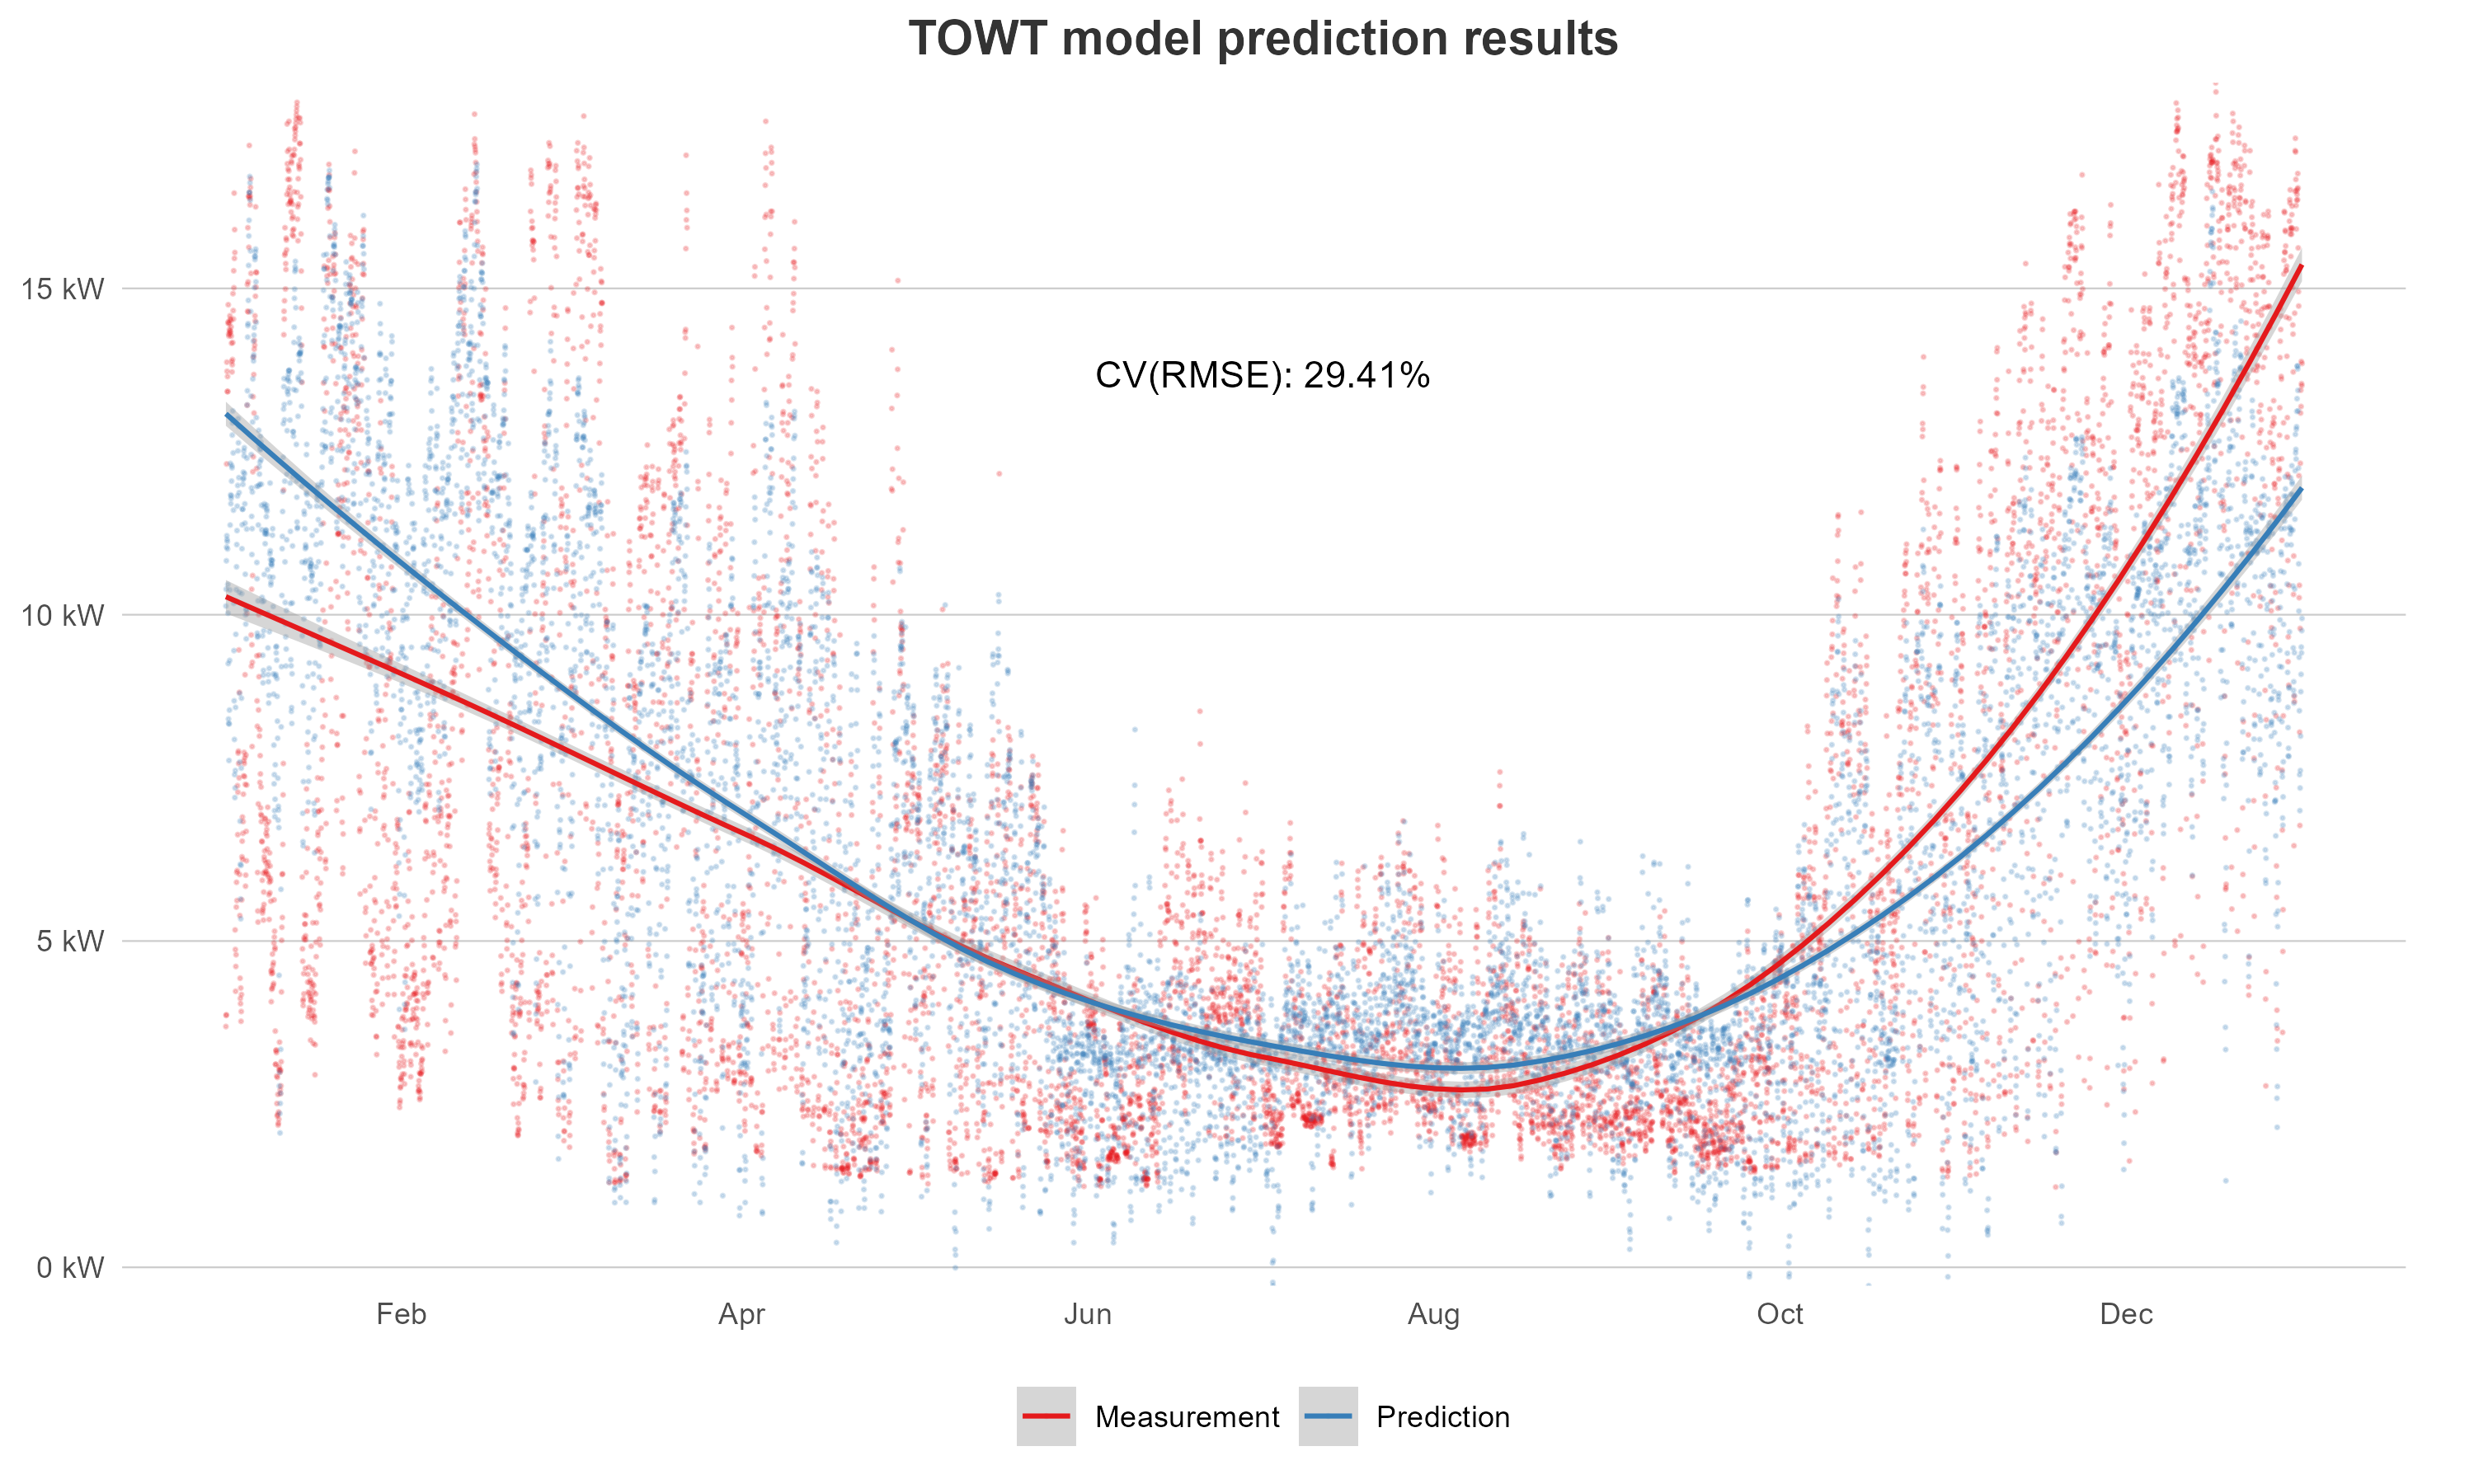 TOWT model prediction results
15 kW
CV(RMSE): 29.41%
10 kW
5 kW
0 kW
Feb Apr Jun Aug Oct Dec
Measurement Prediction